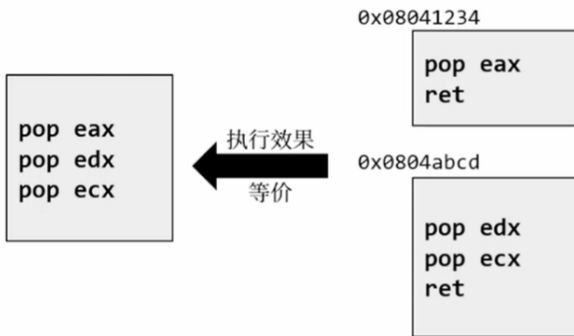 pop eax
pop edx
pop ecx
执行效果
等价
0x08041234
pop eax
ret
0x0804abcd
pop edx
pop ecx
ret